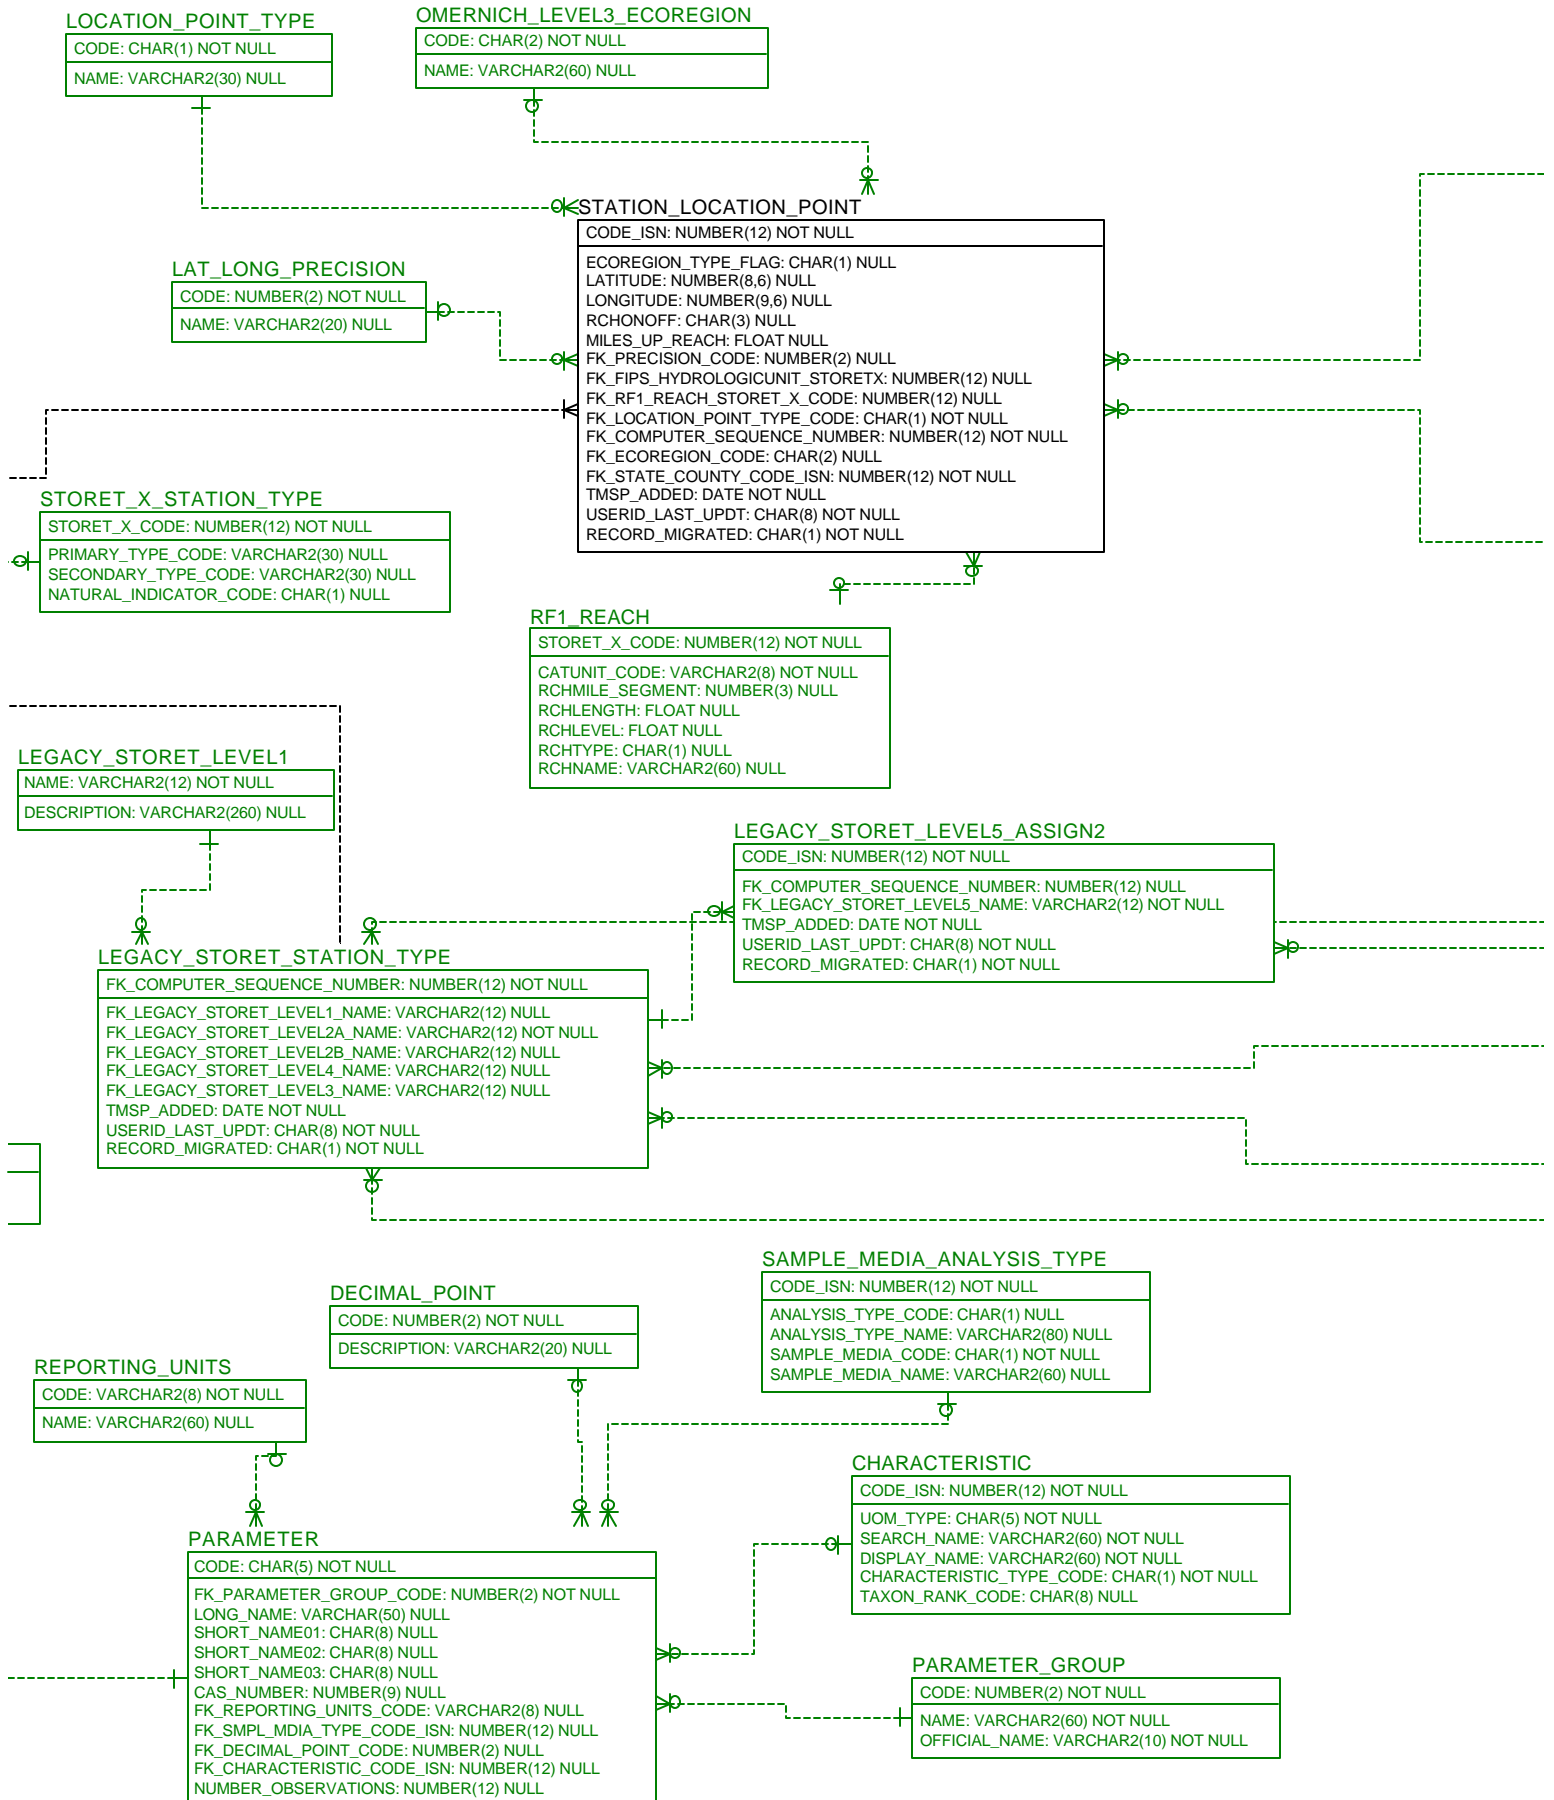 LOCATION_POINT_TYPE
CODE: CHAR(1) NOT NULL
NAME: VARCHAR2(30) NULL
OMERNICH_LEVEL3_ECOREGION
CODE: CHAR(2) NOT NULL
NAME: VARCHAR2(60) NULL
STATION_LOCATION_POINT
CODE_ISN: NUMBER(12) NOT NULL
ECOREGION_TYPE_FLAG: CHAR(1) NULL
LATITUDE: NUMBER(8,6) NULL
LONGITUDE: NUMBER(9,6) NULL
RCHONOFF: CHAR(3) NULL
MILES_UP_REACH: FLOAT NULL
FK_PRECISION_CODE: NUMBER(2) NULL
FK_FIPS_HYDROLOGICUNIT_STORETX: NUMBER(12) NULL
FK_RF1_REACH_STORET_X_CODE: NUMBER(12) NULL
FK_LOCATION_POINT_TYPE_CODE: CHAR(1) NOT NULL
FK_COMPUTER_SEQUENCE_NUMBER: NUMBER(12) NOT NULL
FK_ECOREGION_CODE: CHAR(2) NULL
FK_STATE_COUNTY_CODE_ISN: NUMBER(12) NOT NULL
TMSP_ADDED: DATE NOT NULL
USERID_LAST_UPDT: CHAR(8) NOT NULL
RECORD_MIGRATED: CHAR(1) NOT NULL
LAT_LONG_PRECISION
CODE: NUMBER(2) NOT NULL
NAME: VARCHAR2(20) NULL
STORET_X_STATION_TYPE
STORET_X_CODE: NUMBER(12) NOT NULL
PRIMARY_TYPE_CODE: VARCHAR2(30) NULL
SECONDARY_TYPE_CODE: VARCHAR2(30) NULL
NATURAL_INDICATOR_CODE: CHAR(1) NULL
RF1_REACH
STORET_X_CODE: NUMBER(12) NOT NULL
CATUNIT_CODE: VARCHAR2(8) NOT NULL
RCHMILE_SEGMENT: NUMBER(3) NULL
RCHLENGTH: FLOAT NULL
RCHLEVEL: FLOAT NULL
RCHTYPE: CHAR(1) NULL
RCHNAME: VARCHAR2(60) NULL
LEGACY_STORET_LEVEL1
NAME: VARCHAR2(12) NOT NULL
DESCRIPTION: VARCHAR2(260) NULL
LEGACY_STORET_LEVEL5_ASSIGN2
CODE_ISN: NUMBER(12) NOT NULL
FK_COMPUTER_SEQUENCE_NUMBER: NUMBER(12) NULL
FK_LEGACY_STORET_LEVEL5_NAME: VARCHAR2(12) NOT NULL
TMSP_ADDED: DATE NOT NULL
USERID_LAST_UPDT: CHAR(8) NOT NULL
RECORD_MIGRATED: CHAR(1) NOT NULL
LEGACY_STORET_STATION_TYPE
FK_COMPUTER_SEQUENCE_NUMBER: NUMBER(12) NOT NULL
FK_LEGACY_STORET_LEVEL1_NAME: VARCHAR2(12) NULL
FK_LEGACY_STORET_LEVEL2A_NAME: VARCHAR2(12) NOT NULL
FK_LEGACY_STORET_LEVEL2B_NAME: VARCHAR2(12) NULL
FK_LEGACY_STORET_LEVEL4_NAME: VARCHAR2(12) NULL
FK_LEGACY_STORET_LEVEL3_NAME: VARCHAR2(12) NULL
TMSP_ADDED: DATE NOT NULL
USERID_LAST_UPDT: CHAR(8) NOT NULL
RECORD_MIGRATED: CHAR(1) NOT NULL
SAMPLE_MEDIA_ANALYSIS_TYPE
CODE_ISN: NUMBER(12) NOT NULL
ANALYSIS_TYPE_CODE: CHAR(1) NULL
ANALYSIS_TYPE_NAME: VARCHAR2(80) NULL
SAMPLE_MEDIA_CODE: CHAR(1) NOT NULL
SAMPLE_MEDIA_NAME: VARCHAR2(60) NULL
DECIMAL_POINT
CODE: NUMBER(2) NOT NULL
DESCRIPTION: VARCHAR2(20) NULL
REPORTING_UNITS
CODE: VARCHAR2(8) NOT NULL
NAME: VARCHAR2(60) NULL
CHARACTERISTIC
CODE_ISN: NUMBER(12) NOT NULL
UOM_TYPE: CHAR(5) NOT NULL
SEARCH_NAME: VARCHAR2(60) NOT NULL
DISPLAY_NAME: VARCHAR2(60) NOT NULL
CHARACTERISTIC_TYPE_CODE: CHAR(1) NOT NULL
TAXON_RANK_CODE: CHAR(8) NULL
PARAMETER
CODE: CHAR(5) NOT NULL
FK_PARAMETER_GROUP_CODE: NUMBER(2) NOT NULL
LONG_NAME: VARCHAR(50) NULL
SHORT_NAME01: CHAR(8) NULL
SHORT_NAME02: CHAR(8) NULL
SHORT_NAME03: CHAR(8) NULL
CAS_NUMBER: NUMBER(9) NULL
FK_REPORTING_UNITS_CODE: VARCHAR2(8) NULL
FK_SMPL_MDIA_TYPE_CODE_ISN: NUMBER(12) NULL
FK_DECIMAL_POINT_CODE: NUMBER(2) NULL
FK_CHARACTERISTIC_CODE_ISN: NUMBER(12) NULL
NUMBER_OBSERVATIONS: NUMBER(12) NULL
PARAMETER_GROUP
CODE: NUMBER(2) NOT NULL
NAME: VARCHAR2(60) NOT NULL
OFFICIAL_NAME: VARCHAR2(10) NOT NULL